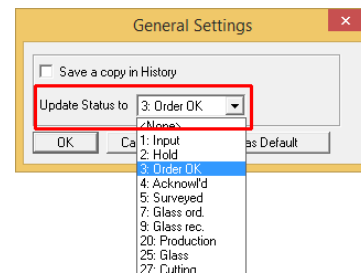 General Settings
x
Save a copy in History
Update Status to 3: Order OK
<None>
1: Input
OK Ca as Default
2: Hold
3: Order OK
4: Acknowl'd
5: Surveyed
7: Glass ord.
9: Glass rec.
20: Production
25: Glass
27: Cutting